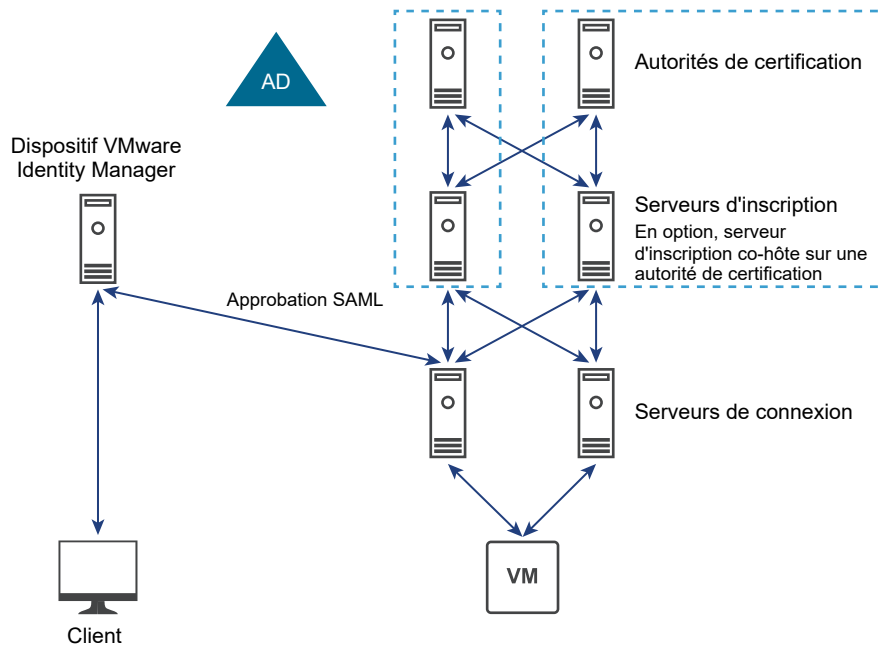 AD
Autorités de certification
Dispositif VMware
Identity Manager
Serveurs d'inscription
En option, serveur
d'inscription co-hôte sur une
autorité de certification
Approbation SAML
Serveurs de connexion
VM
Client